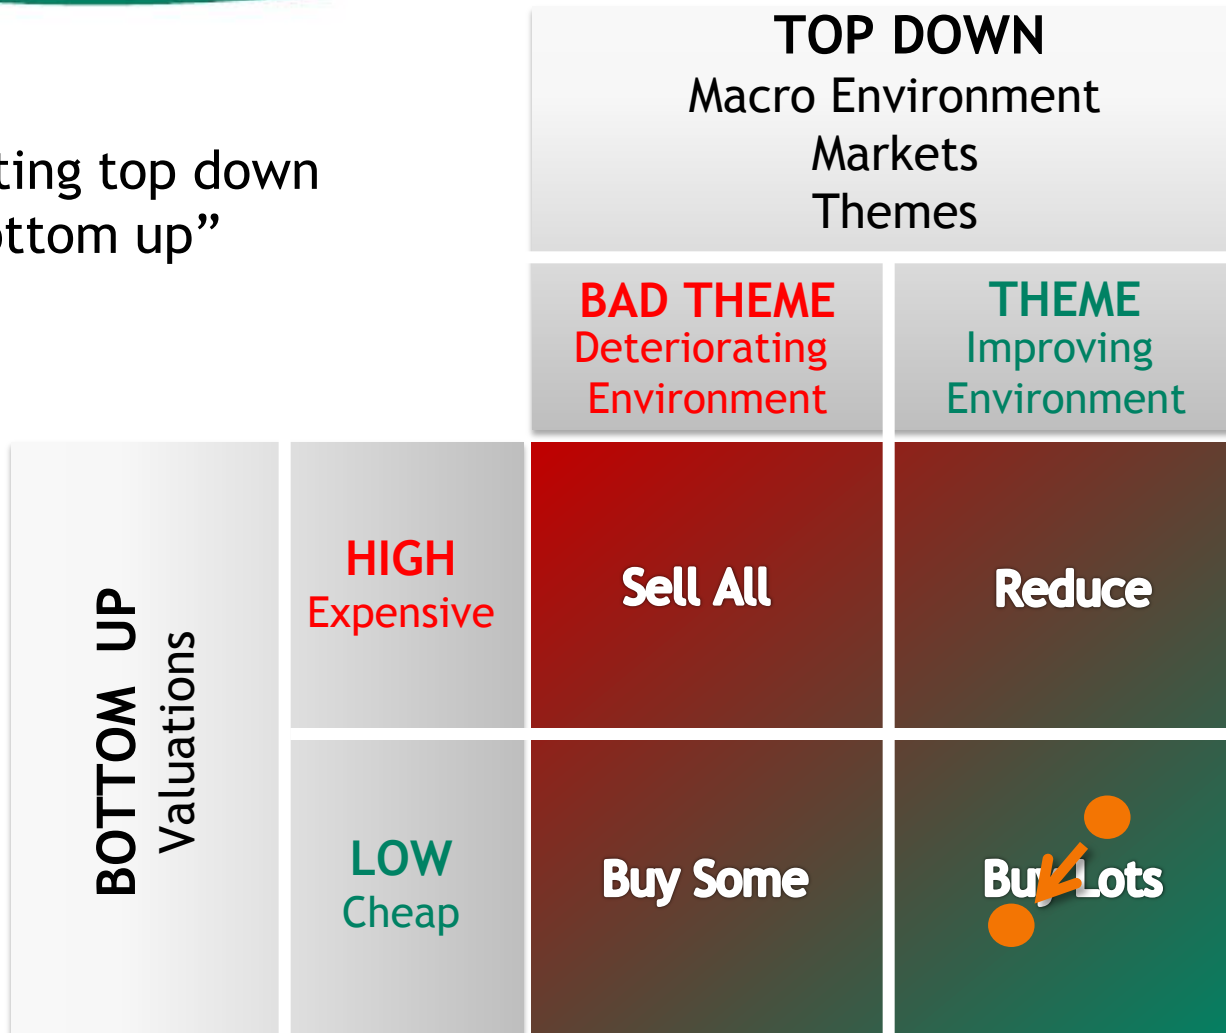 TOP DOWN
Macro Environment
Markets
Themes
ting top down
ottom up”
BAD THEME
Deteriorating
Environment
THEME
Improving
Environment
BOTTOM UP
Valuations
HIGH
Expensive
Sell All
Reduce
LOW
Cheap
Buy Some
Buy Lots